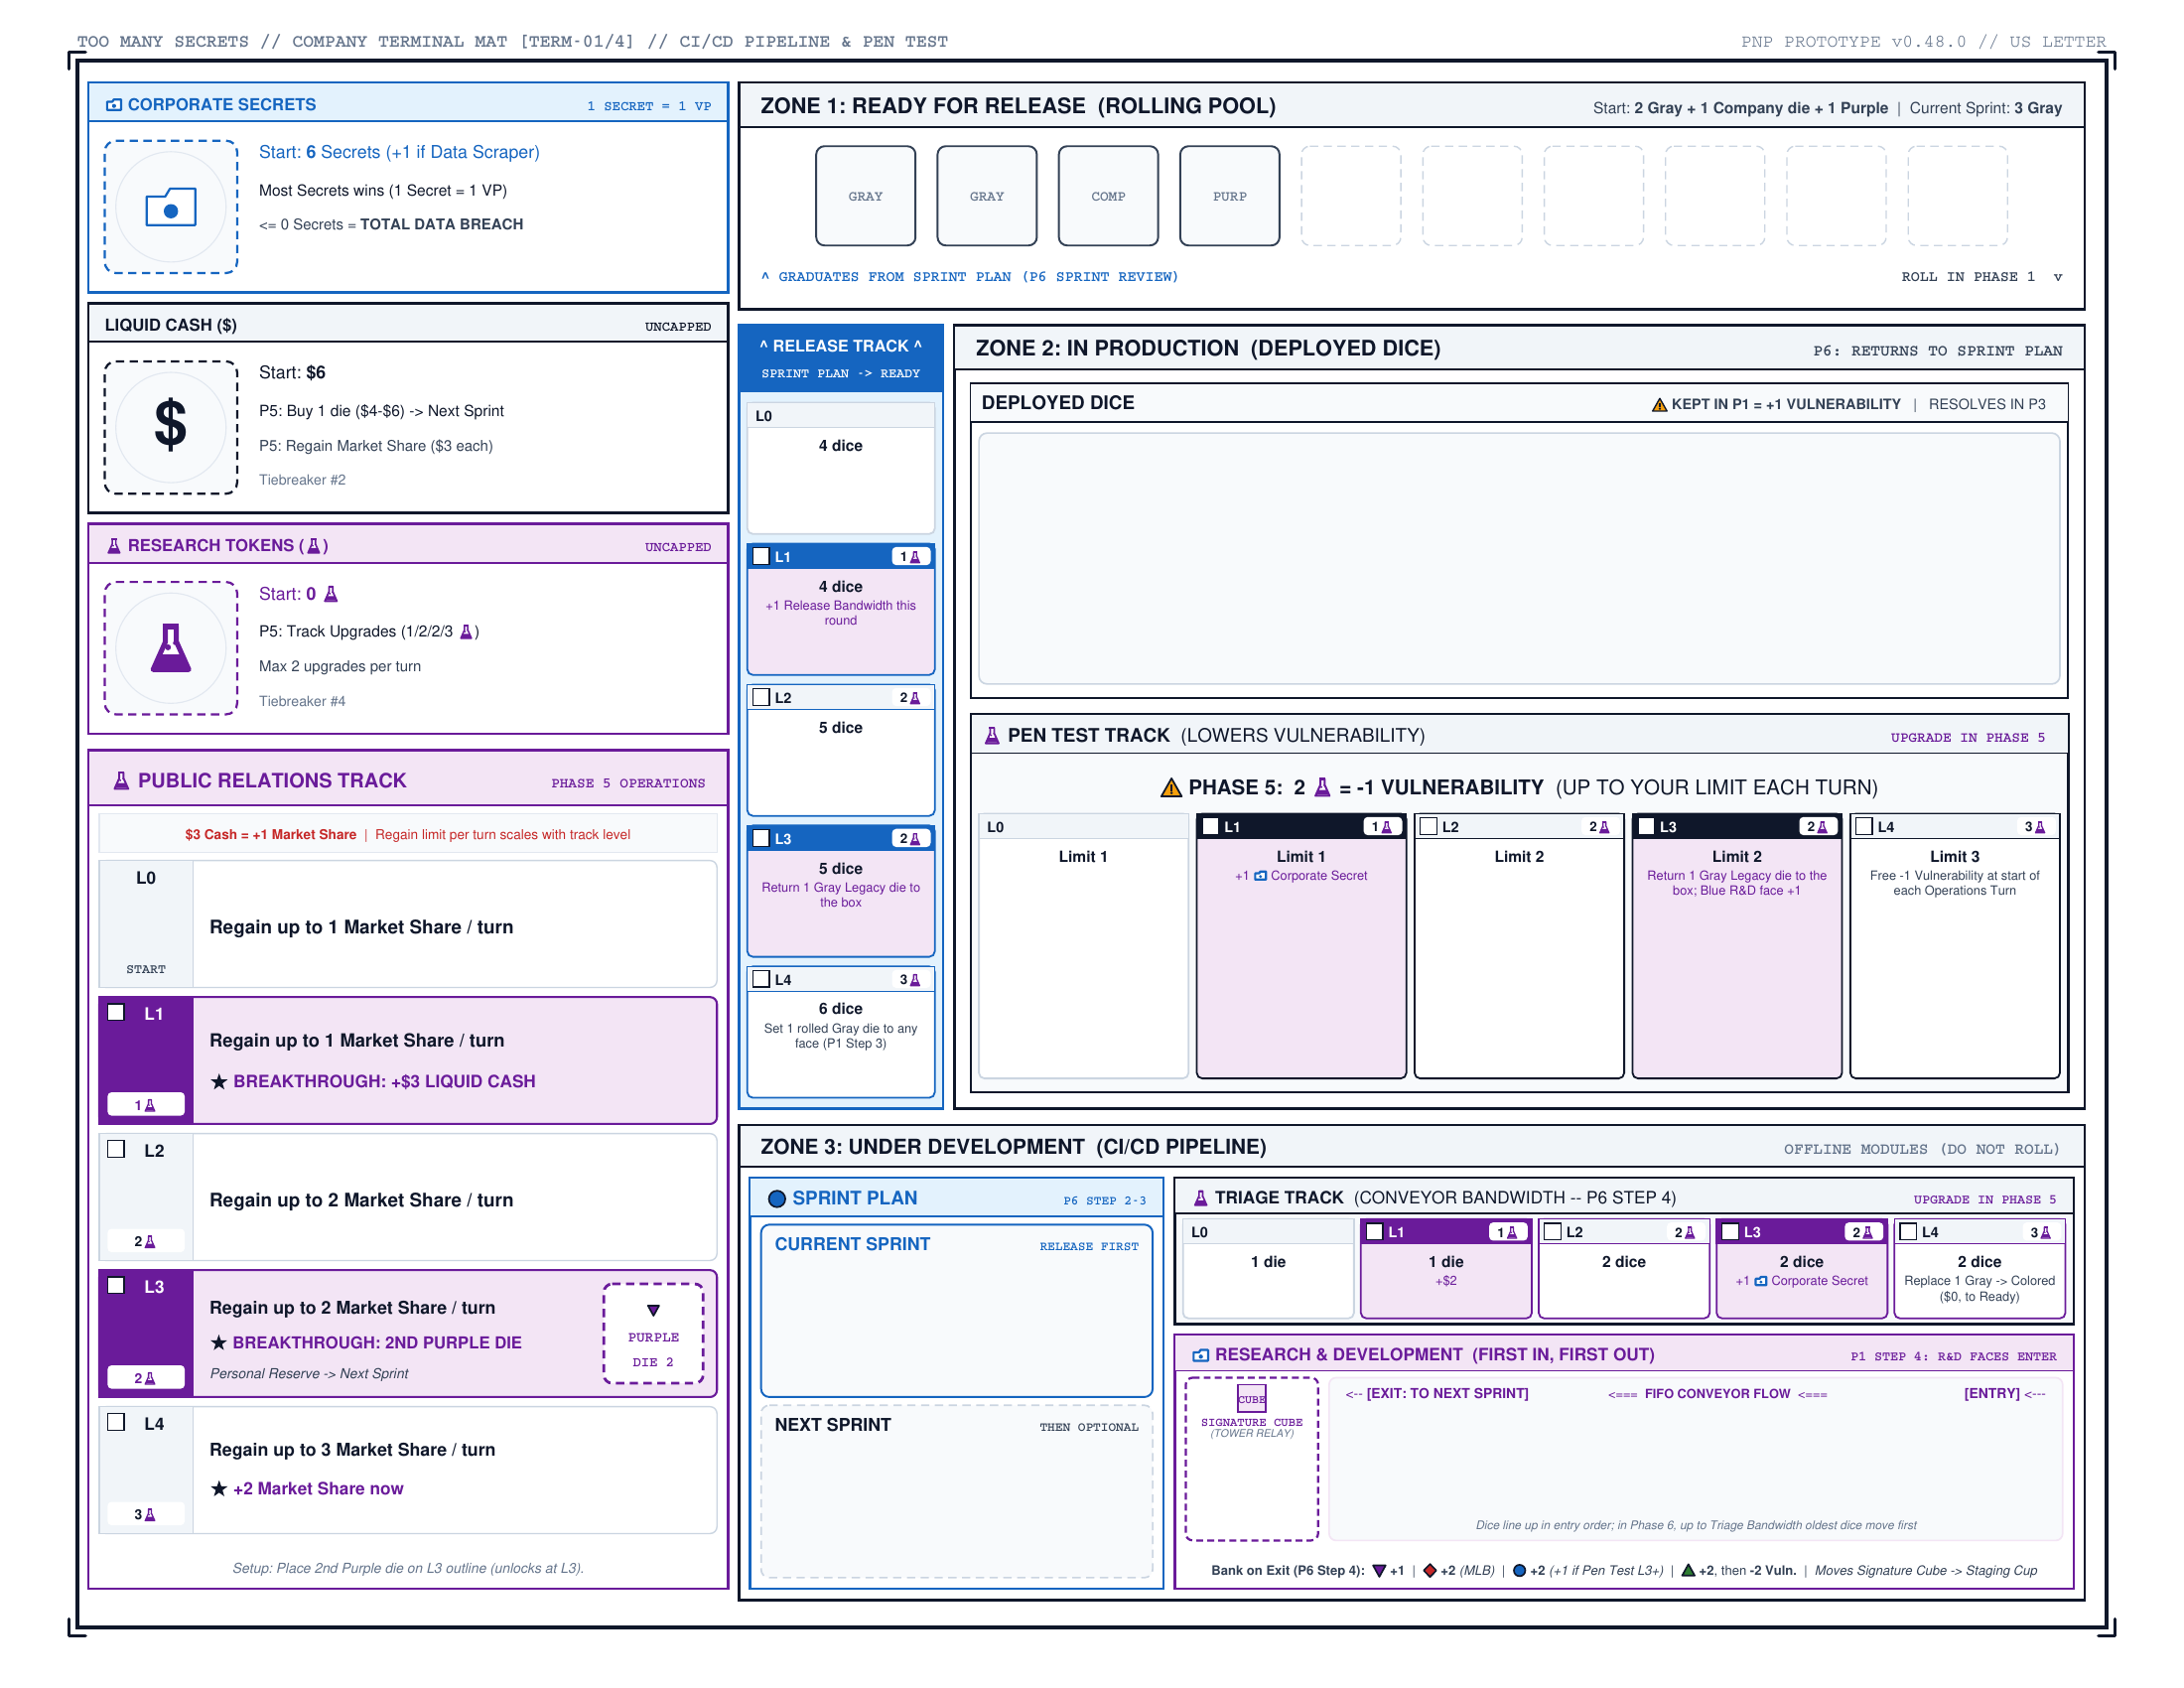 TOO MANY SECRETS // COMPANY TERMINAL MAT [TERM-01/4] // CI/CD PIPELINE & PEN TEST
PNP PROTOTYPE v0.48.0 // US LETTER
CORPORATE SECRETS
1 SECRET = 1 VP
Start: 6 Secrets (+1 if Data Scraper)
Most Secrets wins (1 Secret = 1 VP)
<= 0 Secrets = TOTAL DATA BREACH
LIQUID CASH ($)
UNCAPPED
$
Start: $6
P5: Buy 1 die ($4-$6) -> Next Sprint
P5: Regain Market Share ($3 each)
Tiebreaker #2
RESEARCH TOKENS ( )
UNCAPPED
Start: 0
P5: Track Upgrades (1/2/2/3 )
Max 2 upgrades per turn
Tiebreaker #4
PUBLIC RELATIONS TRACK
PHASE 5 OPERATIONS
$3 Cash = +1 Market Share | Regain limit per turn scales with track level
L0
START
Regain up to 1 Market Share / turn
L1
1
Regain up to 1 Market Share / turn
★ BREAKTHROUGH: +$3 LIQUID CASH
L2
2
Regain up to 2 Market Share / turn
L3
2
Regain up to 2 Market Share / turn
★ BREAKTHROUGH: 2ND PURPLE DIE
Personal Reserve -> Next Sprint
PURPLE
DIE 2
L4
3
Regain up to 3 Market Share / turn
★ +2 Market Share now
Setup: Place 2nd Purple die on L3 outline (unlocks at L3).
ZONE 1: READY FOR RELEASE (ROLLING POOL)
Start: 2 Gray + 1 Company die + 1 Purple | Current Sprint: 3 Gray
GRAY
GRAY
COMP
PURP
^ GRADUATES FROM SPRINT PLAN (P6 SPRINT REVIEW)
ROLL IN PHASE 1 v
^ RELEASE TRACK ^
SPRINT PLAN -> READY
L0
4 dice
L1
1
4 dice
+1 Release Bandwidth this
round
L2
2
5 dice
L3
2
5 dice
Return 1 Gray Legacy die to
the box
L4
3
6 dice
Set 1 rolled Gray die to any
face (P1 Step 3)
ZONE 2: IN PRODUCTION (DEPLOYED DICE)
P6: RETURNS TO SPRINT PLAN
DEPLOYED DICE
KEPT IN P1 = +1 VULNERABILITY | RESOLVES IN P3
PEN TEST TRACK (LOWERS VULNERABILITY)
UPGRADE IN PHASE 5
PHASE 5: 2 = -1 VULNERABILITY (UP TO YOUR LIMIT EACH TURN)
L0
Limit 1
L1
1
Limit 1
+1 Corporate Secret
L2
2
Limit 2
L3
2
Limit 2
Return 1 Gray Legacy die to the
box; Blue R&D face +1
L4
3
Limit 3
Free -1 Vulnerability at start of
each Operations Turn
ZONE 3: UNDER DEVELOPMENT (CI/CD PIPELINE)
OFFLINE MODULES (DO NOT ROLL)
SPRINT PLAN
P6 STEP 2-3
CURRENT SPRINT
RELEASE FIRST
NEXT SPRINT
THEN OPTIONAL
TRIAGE TRACK (CONVEYOR BANDWIDTH -- P6 STEP 4)
UPGRADE IN PHASE 5
L0
1 die
L1
1
1 die
+$2
L2
2
2 dice
L3
2
2 dice
+1 Corporate Secret
L4
3
2 dice
Replace 1 Gray -> Colored
($0, to Ready)
RESEARCH & DEVELOPMENT (FIRST IN, FIRST OUT)
P1 STEP 4: R&D FACES ENTER
CUBE
SIGNATURE CUBE
(TOWER RELAY)
<-- [EXIT: TO NEXT SPRINT]
<=== FIFO CONVEYOR FLOW <===
[ENTRY] <---
Dice line up in entry order; in Phase 6, up to Triage Bandwidth oldest dice move first
Bank on Exit (P6 Step 4): +1 | +2 (MLB) | +2 (+1 if Pen Test L3+) | +2, then -2 Vuln. | Moves Signature Cube -> Staging Cup